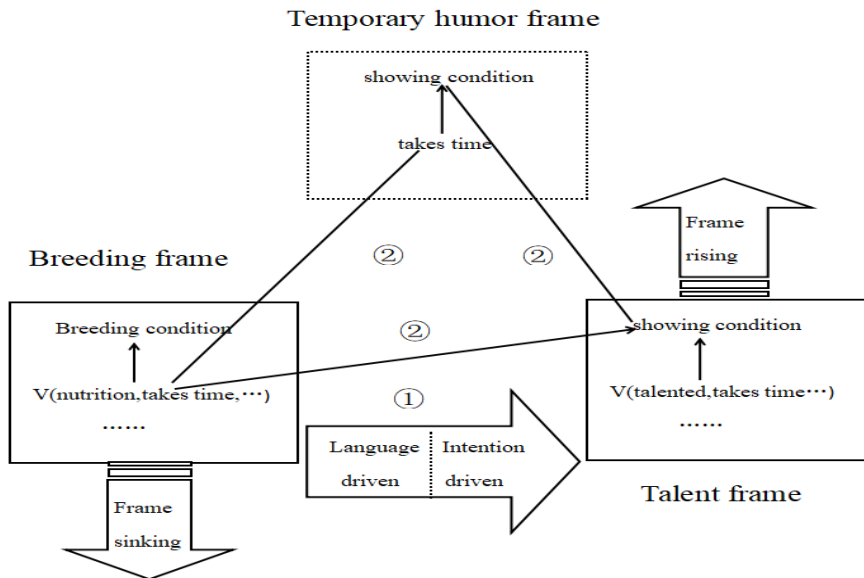 Temporary humor frame
showing condition
takes time
Frame
rising
Breeding frame
②
②
Breeding condition
②
showing condition
V(nutrition,takes time,⋯)
①
V(talented,takes time⋯)
……
……
Language
driven
Intention
driven
Talent frame
Frame
sinking